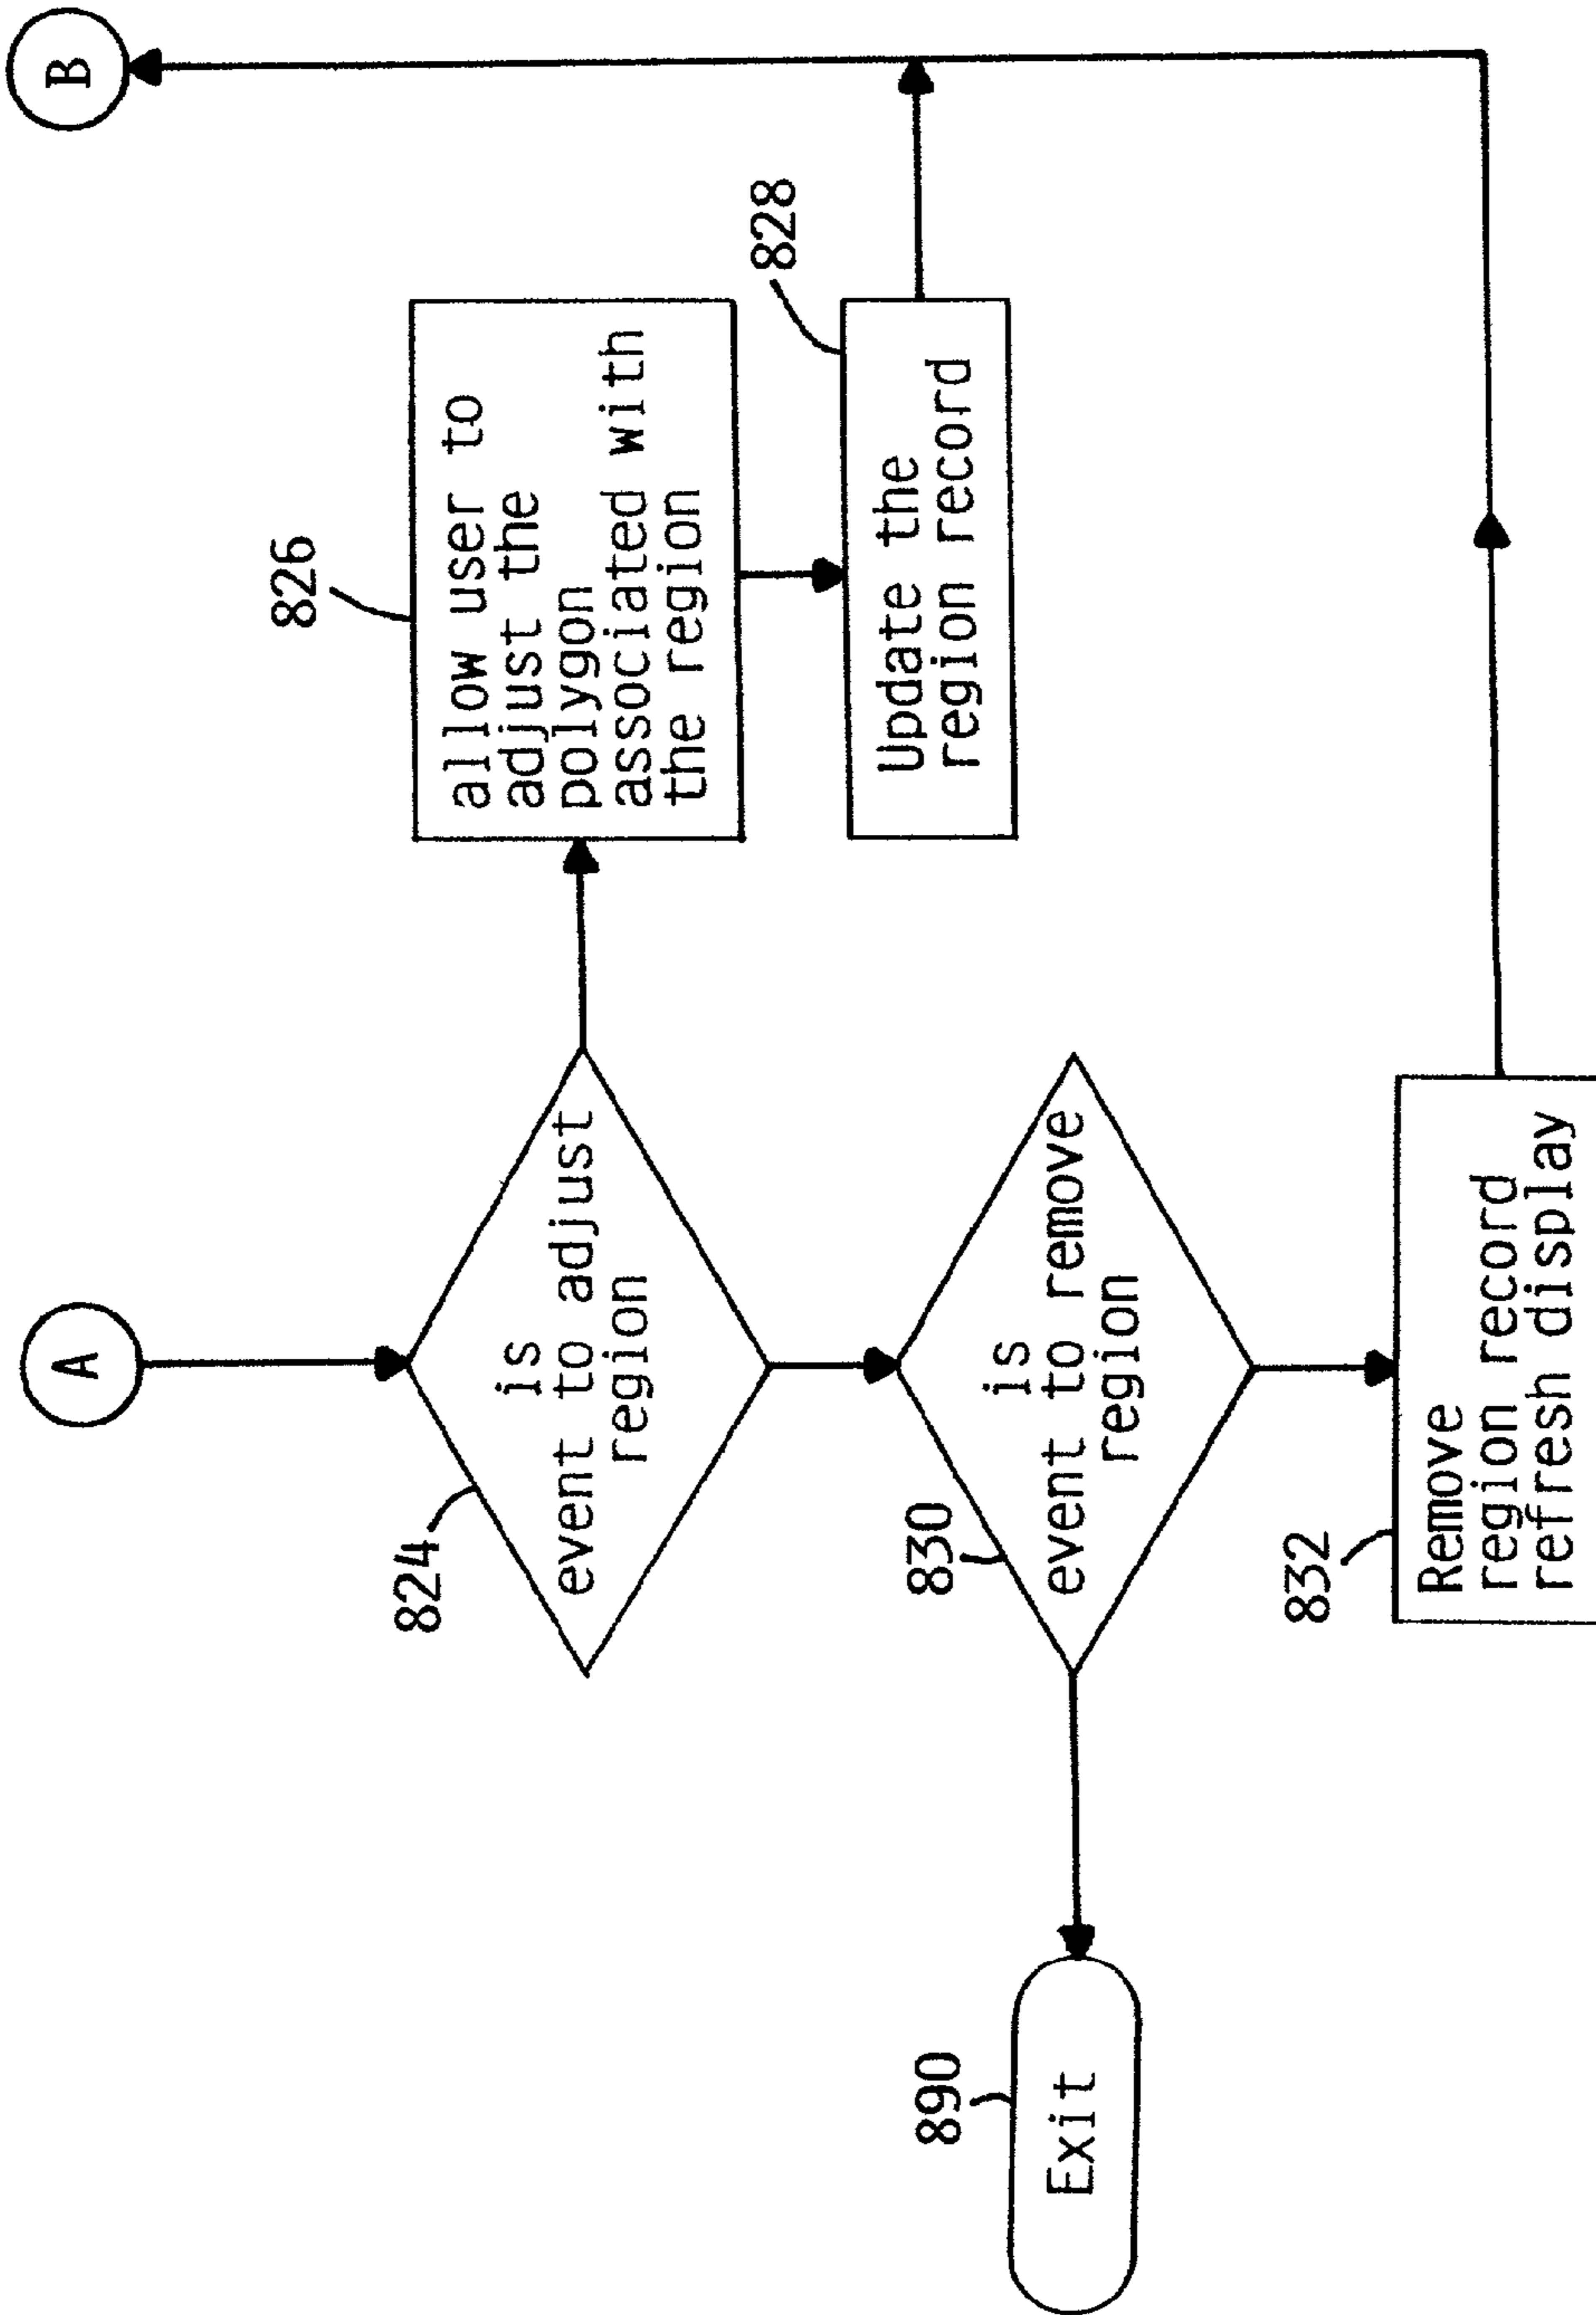 A
B
824
is
event to adjust
region
826
allow user to
adjust the
polygon
associated with
the region
828
Update the
region record
830
is
event to remove
region
890
Exit
832
Remove
region record
refresh display